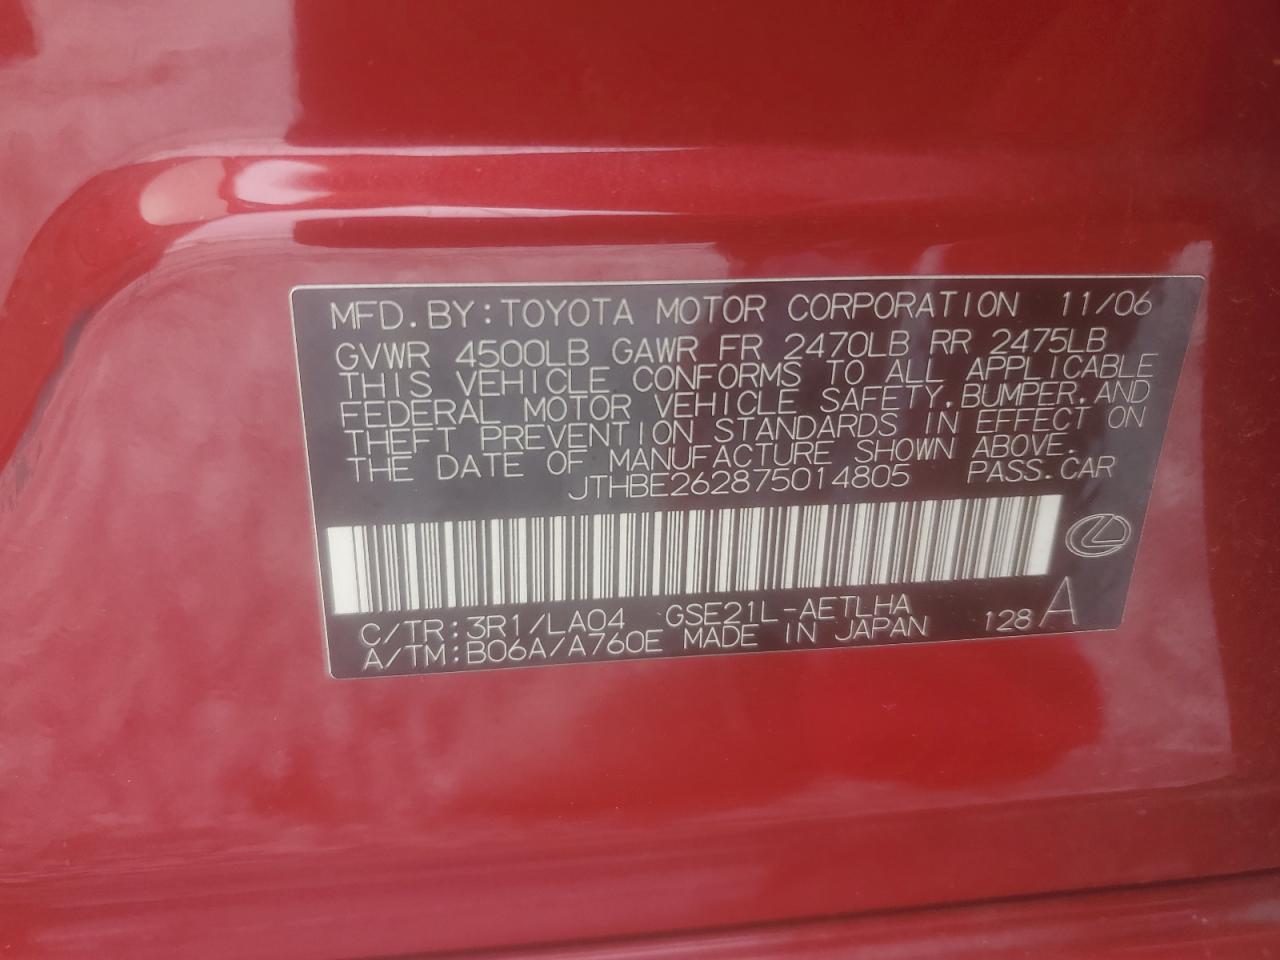 MFD. BY: TOYOTA MOTOR CORPORATION 11/06
GVWR 4500LB GAWR FR 2470LB RR 2475LB
THIS VEHICLE CONFORMS TO ALL APPLICABLE
FEDERAL MOTOR VEHICLE SAFETY, BUMPER, AND
THEFT PREVENTION STANDARDS IN EFFECT ON
THE DATE OF MANUFACTURE SHOWN ABOVE.
JTHBE262875014805 PASS. CAR
C/TR: 3R1/LA04 GSE21L-AETLHA
A/TM: B06A/A760E MADE IN JAPAN 128 A